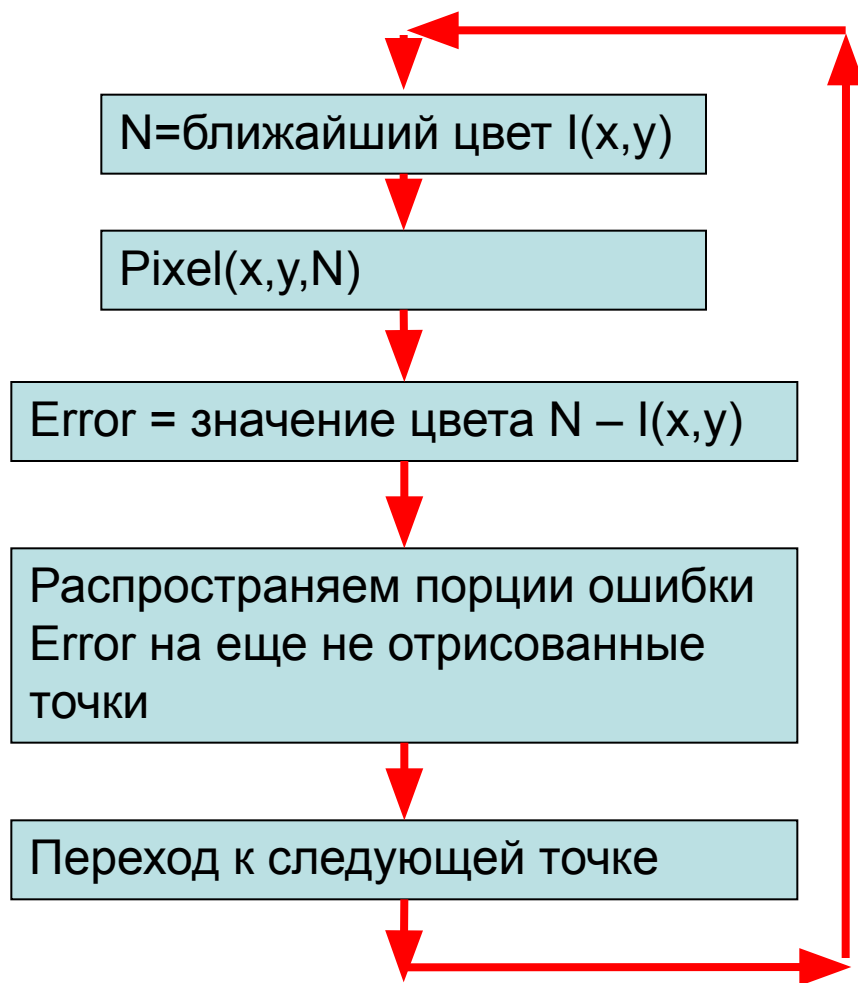 N=ближайший цвет I(x,y)
Pixel(x,y,N)
Error = значение цвета N – I(x,y)
Распространяем порции ошибки
Error на еще не отрисованные
точки
Переход к следующей точке